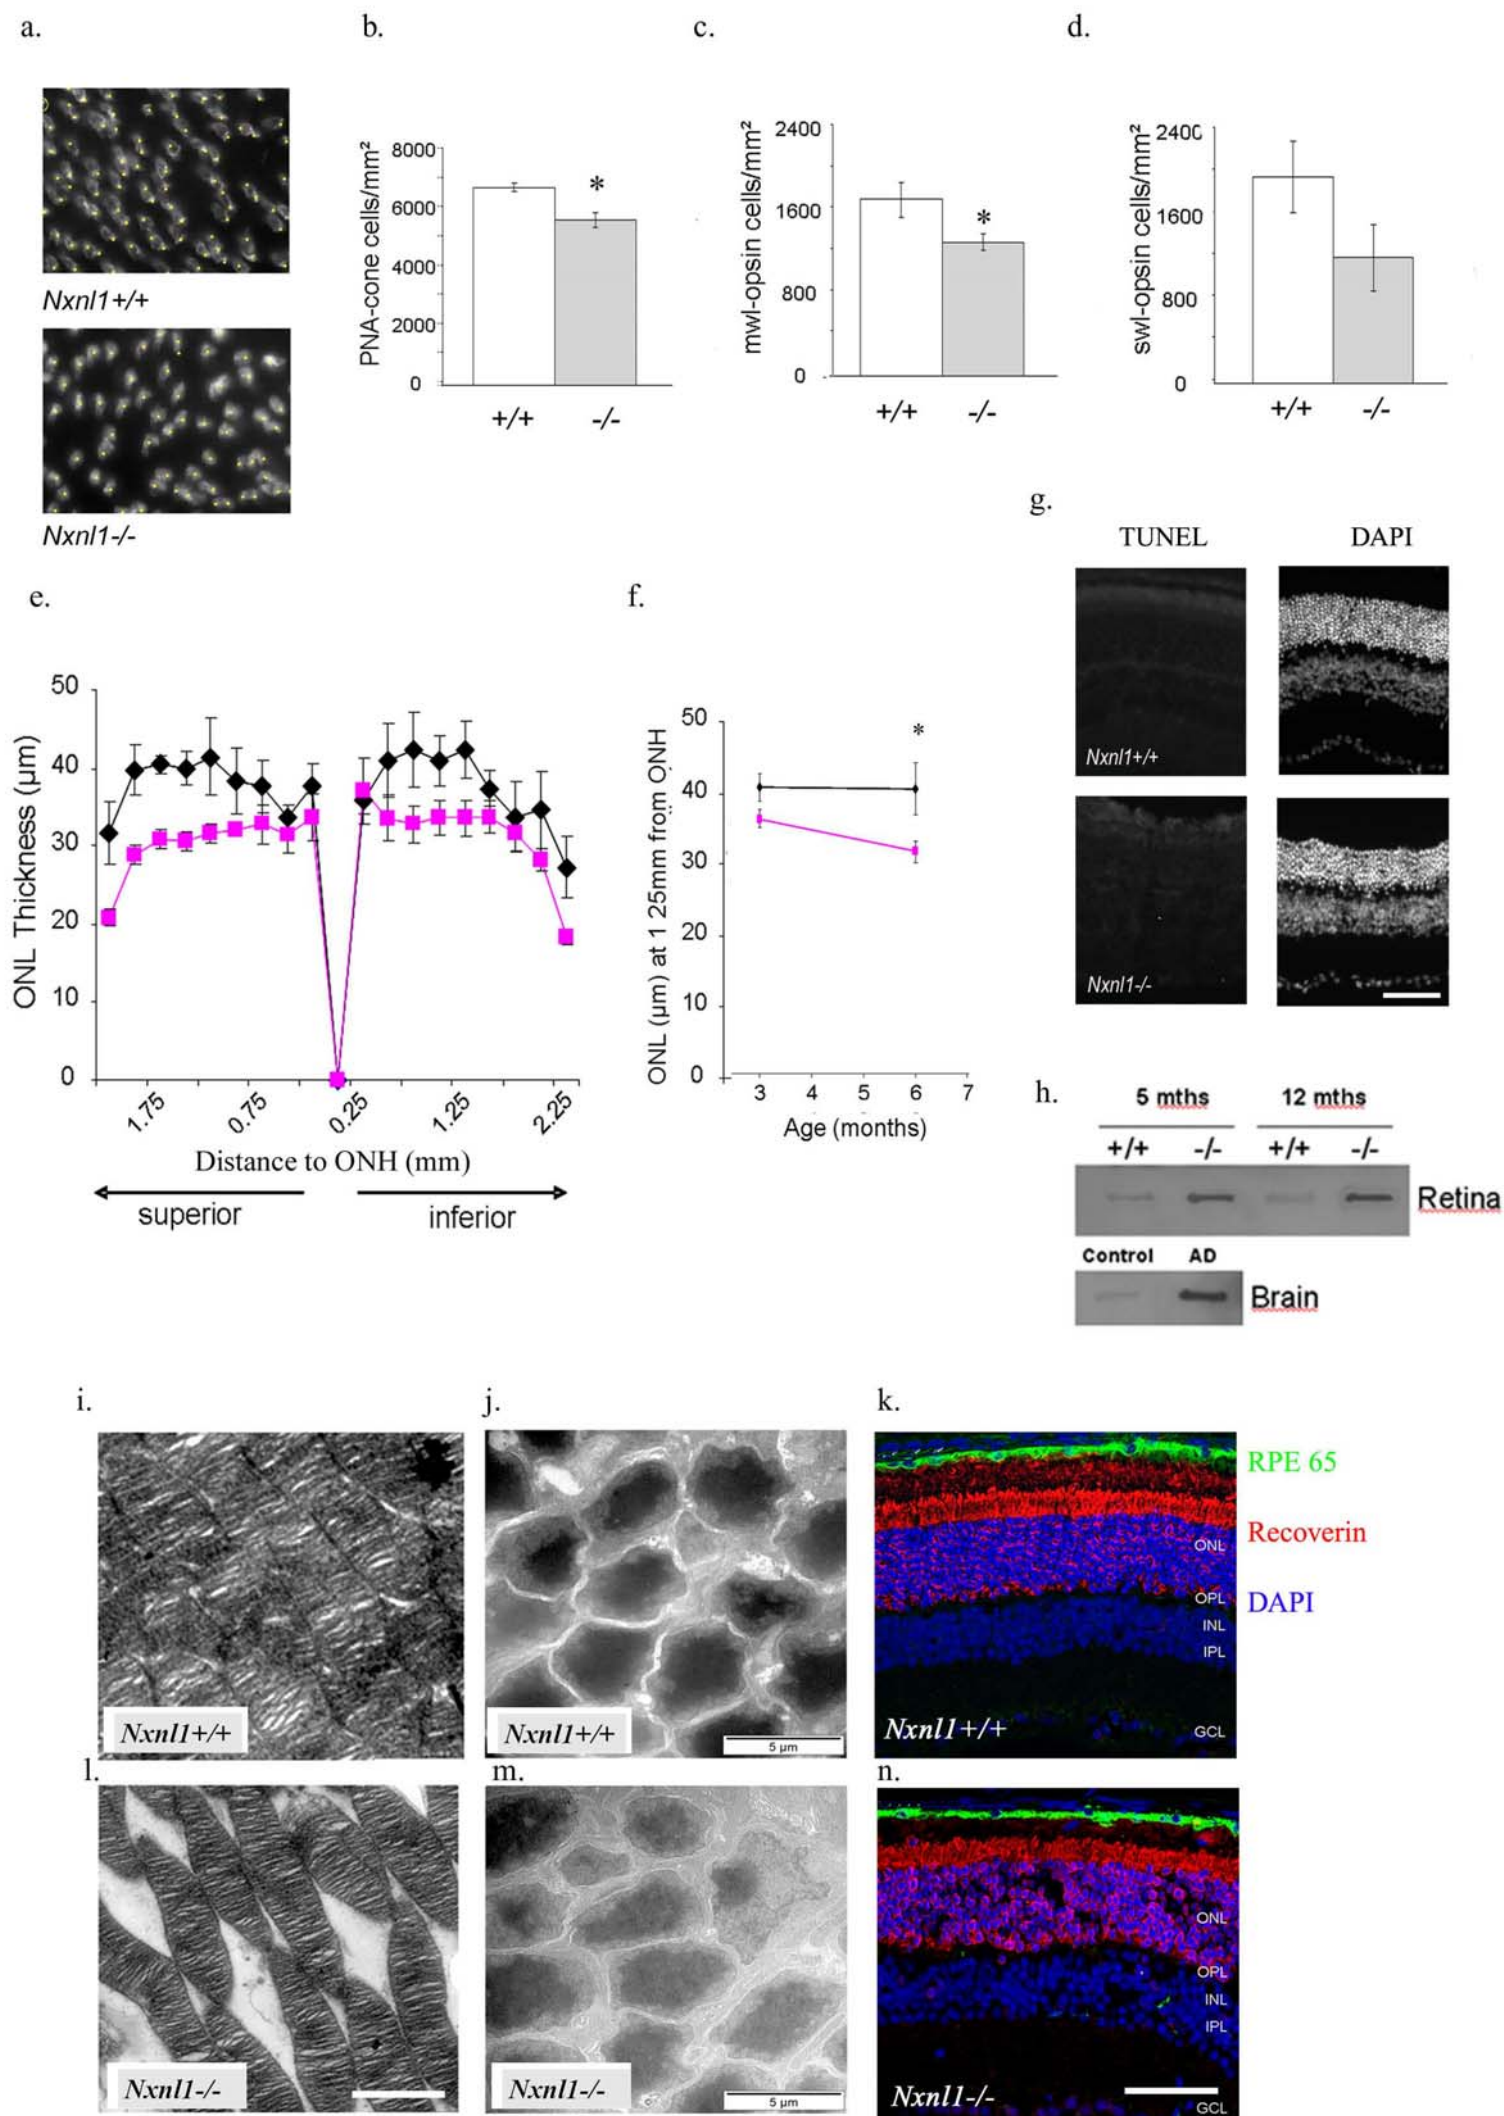 a.
b.
c.
d.
Nxnl1+/+
Nxnl1-/-
PNA-cone cells/mm²
8000
6000
4000
2000
0
+/+ -/-
mwl-opsin cells/mm²
2400
1600
800
0
*
+/+ -/-
swl-opsin cells/mm²
2400
1600
800
0
+/+ -/-
*
e.
ONL Thickness (µm)
50
40
30
20
10
0
1.75 0.75 0.25 1.25 2.25
Distance to ONH (mm)
superior inferior
f.
ONL (µm) at 1 25mm from ONH
50
40
30
20
10
0
*
3 4 5 6 7
Age (months)
g.
TUNEL DAPI
Nxnl1+/+
Nxnl1-/-
h.
5 mths 12 mths
+/+ -/- +/+ -/-
Retina
Control AD
Brain
i.
Nxnl1+/+
j.
Nxnl1+/+
5 µm
k.
RPE 65
Recoverin
DAPI
ONL
OPL
INL
IPL
GCL
Nxnl1+/+
l.
Nxnl1-/-
m.
Nxnl1-/-
5 µm
n.
ONL
OPL
INL
IPL
GCL
Nxnl1-/-